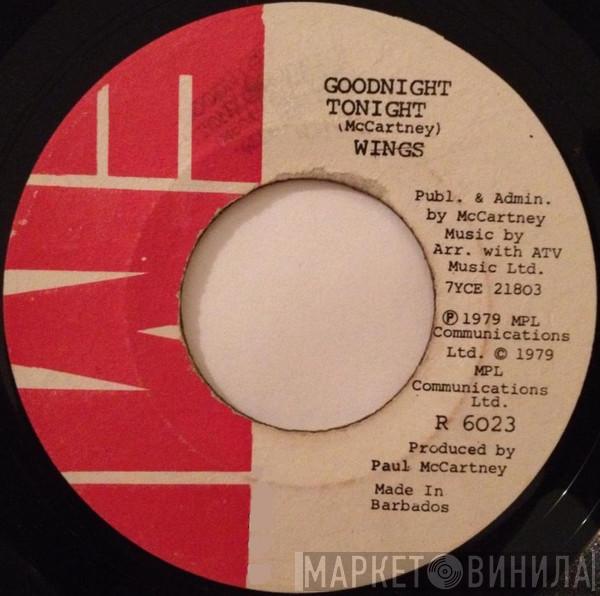 GOODNIGHT
TONIGHT
(McCartney)
WINGS
Publ. & Admin.
by McCartney
Music by
Arr. with ATV
Music Ltd.
7YCE 21803
Ⓟ 1979 MPL
Communications
Ltd. © 1979
MPL
Communications
Ltd.
R 6023
Produced by
Paul McCartney
Made In
Barbados
EMI
МАРКЕТ ВИНИЛА